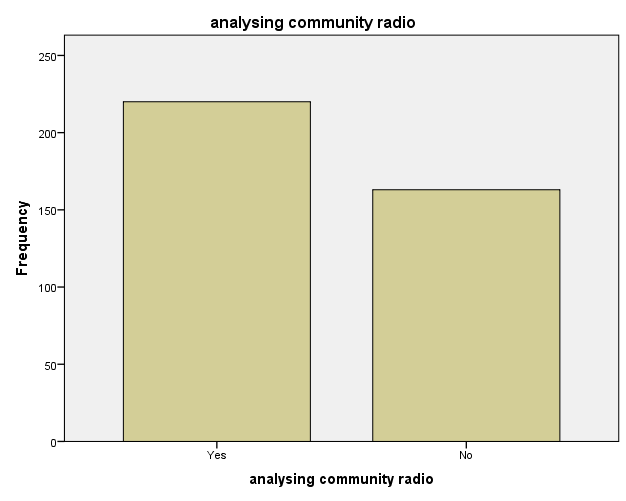 analysing community radio
250
200
150
100
50
0
Frequency
Yes
No
analysing community radio